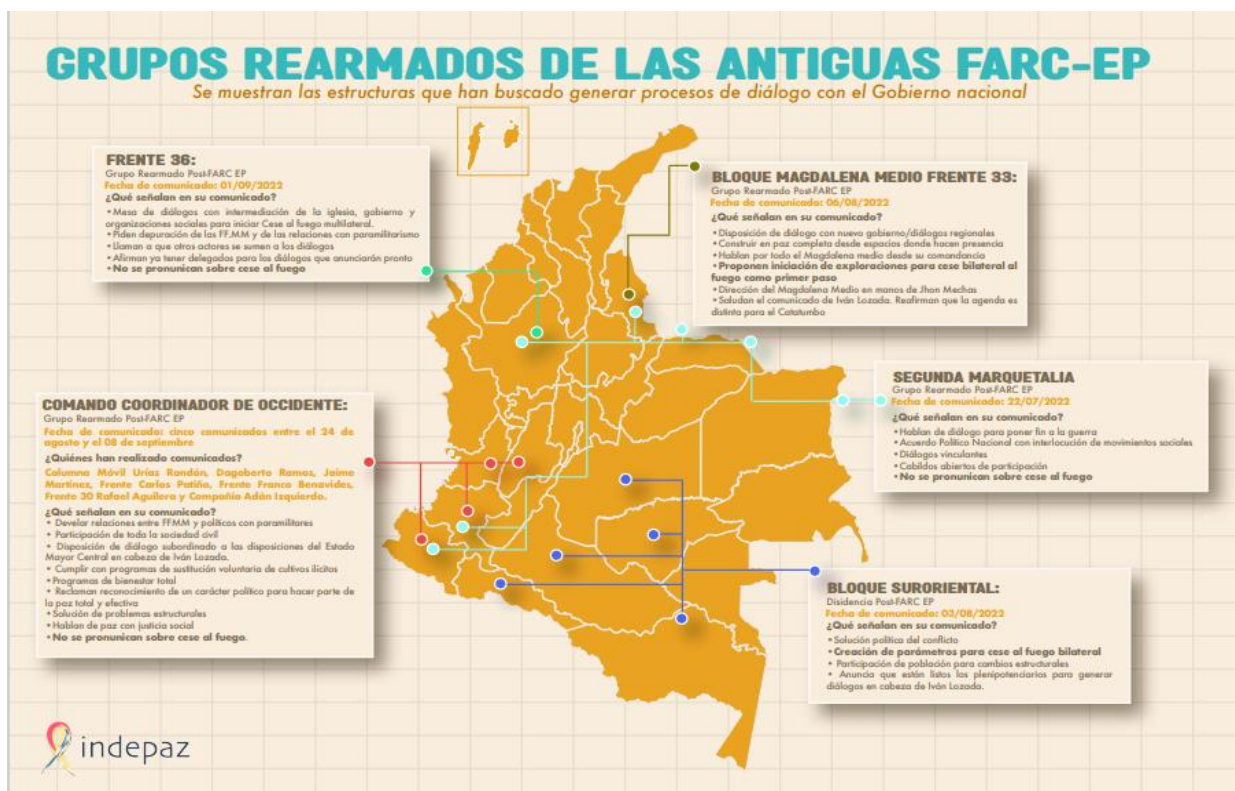 GRUPOS REARMADOS DE LAS ANTIGUAS FARC-EP
Se muestran las estructuras que han buscado generar procesos de diálogo con el Gobierno nacional
FRENTE 36:
Grupo Rearmado Post-FARC EP
Fecha de comunicado: 01/09/2022
¿Qué señalan en su comunicado?
• Mesa de diálogos con intermediación de la iglesia, gobierno y
organizaciones sociales para iniciar Cese al fuego multilateral.
• Piden depuración de las FF.MM y de las relaciones con paramilitarismo
• Llaman a que otros actores se sumen a los diálogos
• Afirman ya tener delegados para los diálogos que anunciarán pronto
• No se pronunican sobre cese al fuego
BLOQUE MAGDALENA MEDIO FRENTE 33:
Grupo Rearmado Post-FARC EP
Fecha de comunicado: 06/08/2022
¿Qué señalan en su comunicado?
• Disposición de diálogo con nuevo gobierno/diálogos regionales
• Construir en paz completa desde espacios donde hacen presencia
• Hablan por todo el Magdalena medio desde su comandancia
• Proponen iniciación de exploraciones para cese bilateral al
fuego como primer paso
• Dirección del Magdalena Medio en manos de Jhon Mechas
• Saludan el comunicado de Iván Lozada. Reafirman que la agenda es
distinta para el Catatumbo
COMANDO COORDINADOR DE OCCIDENTE:
Grupo Rearmado Post-FARC EP
Fecha de comunicado: cinco comunicados entre el 24 de
agosto y el 08 de septiembre
¿Quiénes han realizado comunicados?
Columna Móvil Urías Rondón, Dagoberto Ramos, Jaime
Martínez, Frente Carlos Patiño, Frente Franco Benavides,
Frente 30 Rafael Aguilera y Compañía Adán Izquierdo.
¿Qué señalan en su comunicado?
• Develar relaciones entre FFMM y políticos con paramilitares
• Participación de toda la sociedad civil
• Disposición de diálogo subordinado a las disposiciones del Estado
Mayor Central en cabeza de Iván Lozada.
• Cumplir con programas de sustitución voluntaria de cultivos ilícitos
• Programas de bienestar total
• Reclaman reconocimiento de un carácter político para hacer parte de
la paz total y efectiva
• Solución de problemas estructurales
• Hablan de paz con justicia social
• No se pronunican sobre cese al fuego.
SEGUNDA MARQUETALIA
Grupo Rearmado Post-FARC EP
Fecha de comunicado: 22/07/2022
¿Qué señalan en su comunicado?
• Hablan de diálogo para poner fin a la guerra
• Acuerdo Político Nacional con interlocución de movimientos sociales
• Diálogos vinculantes
• Cabildos abiertos de participación
• No se pronunican sobre cese al fuego
BLOQUE SURORIENTAL:
Disidencia Post-FARC EP
Fecha de comunicado: 03/08/2022
¿Qué señalan en su comunicado?
• Solución política del conflicto
• Creación de parámetros para cese al fuego bilateral
• Participación de población para cambios estructurales
• Anuncia que están listos los plenipotenciarios para generar
diálogos en cabeza de Iván Lozada.
indepaz